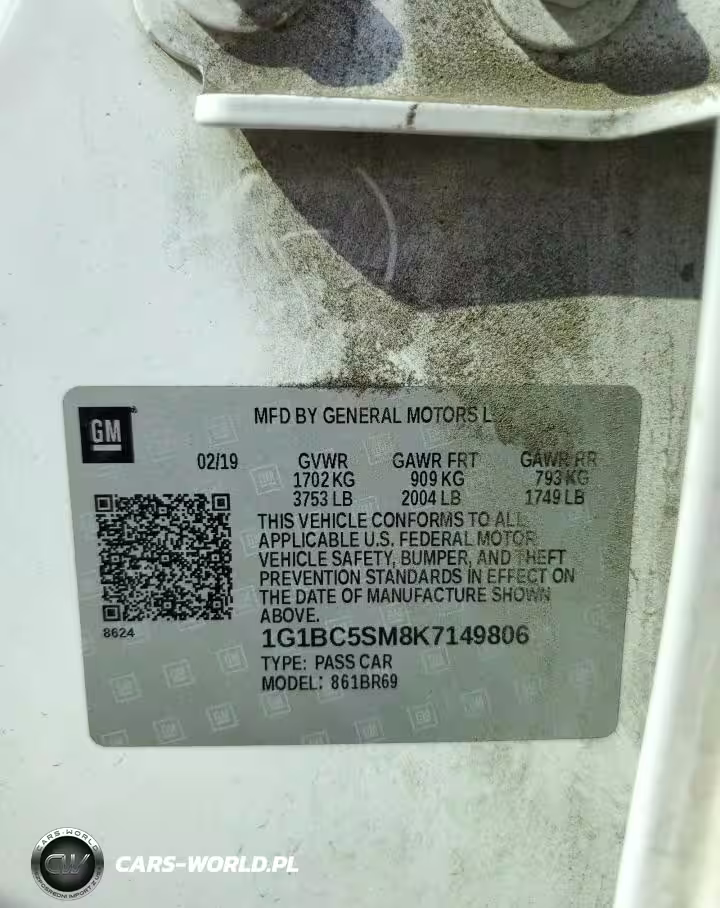 GM
MFD BY GENERAL MOTORS L
02/19 GVWR GAWR FRT GAWR RR
1702 KG 909 KG 793 KG
3753 LB 2004 LB 1749 LB
THIS VEHICLE CONFORMS TO ALL
APPLICABLE U.S. FEDERAL MOTOR
VEHICLE SAFETY, BUMPER, AND THEFT
PREVENTION STANDARDS IN EFFECT ON
THE DATE OF MANUFACTURE SHOWN
ABOVE.
8624
1G1BC5SM8K7149806
TYPE: PASS CAR
MODEL: 861BR69
CARS-WORLD
CW
CARS-WORLD.PL